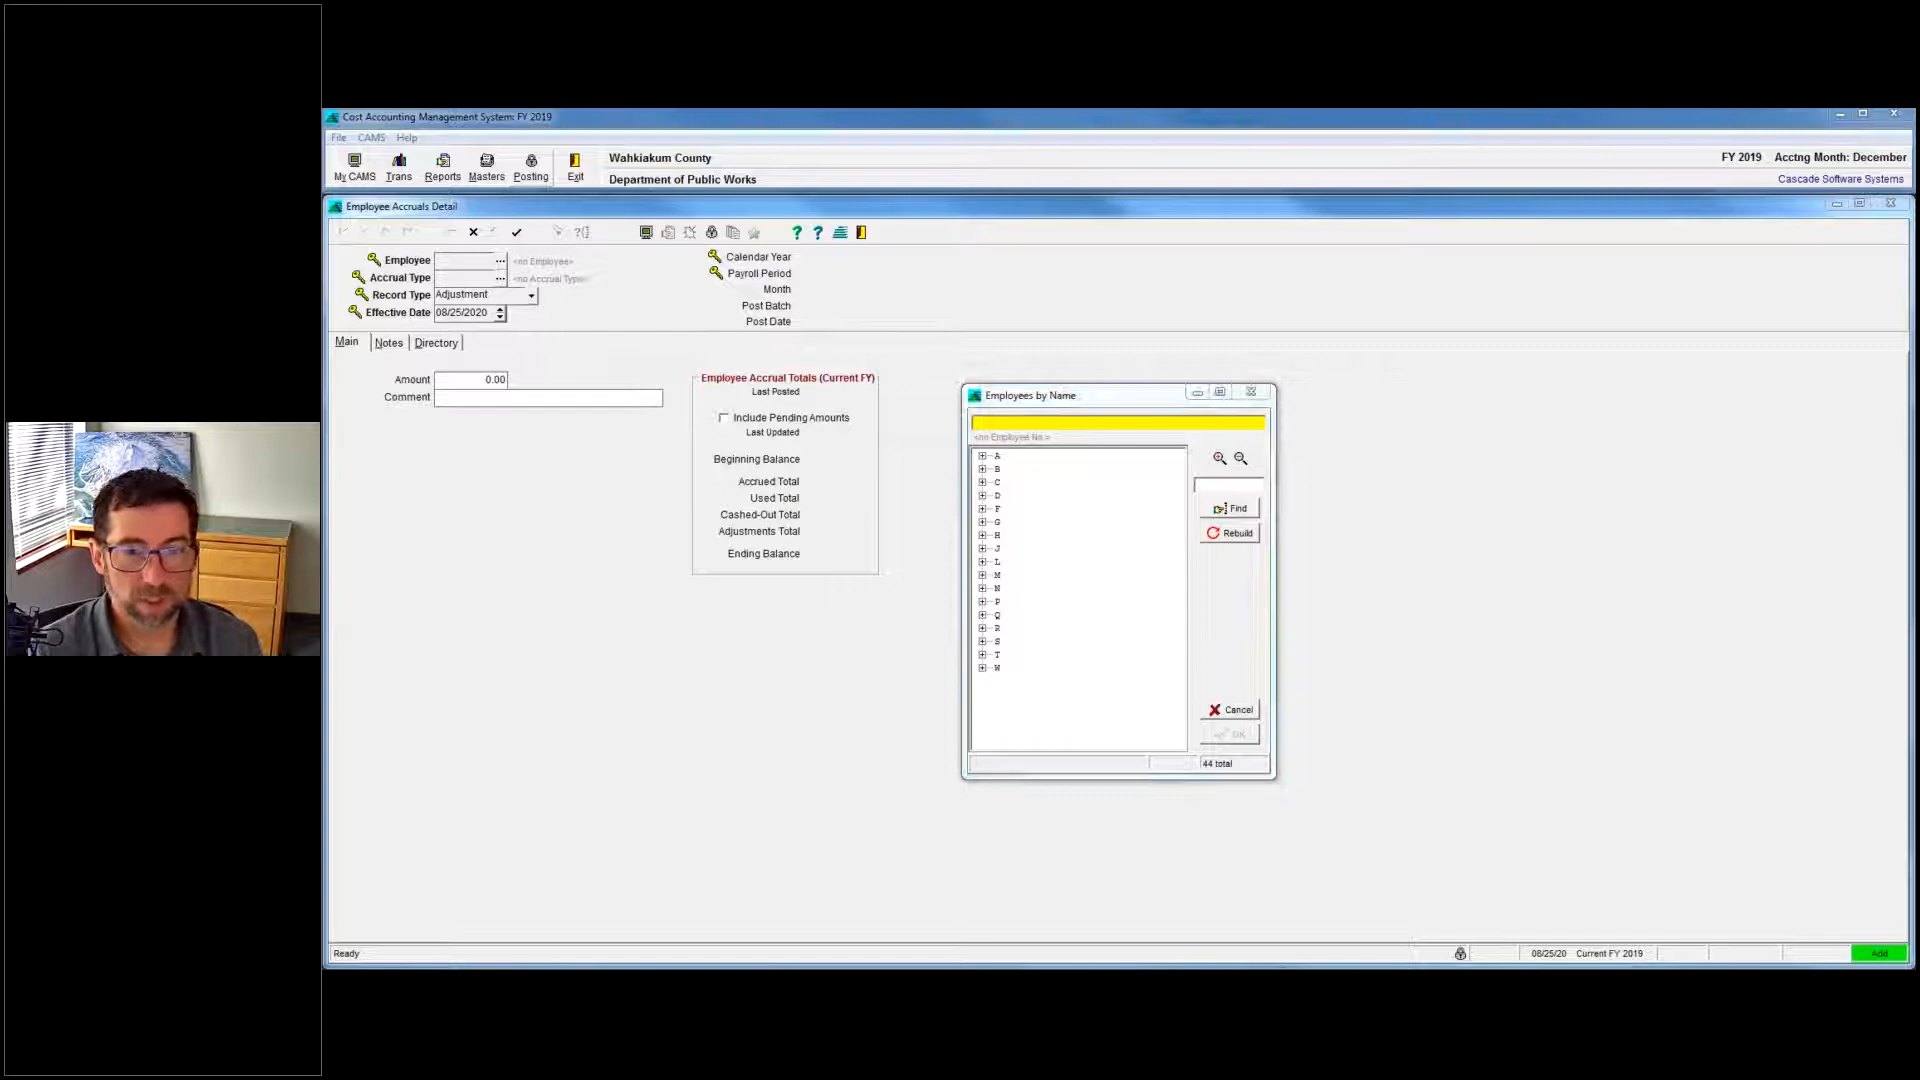 Cost Accounting Management System: FY 2019
File CAMS Help
My CAMS Trans Reports Masters Posting Exit
Wahkiakum County
Department of Public Works
FY 2019 Acctng Month: December
Cascade Software Systems
Employee Accruals Detail
Employee ... <no Employee>
Accrual Type ... <no Accrual Type>
Record Type Adjustment
Effective Date 08/25/2020
Calendar Year
Payroll Period
Month
Post Batch
Post Date
Main Notes Directory
Amount 0.00
Comment
Employee Accrual Totals (Current FY)
Last Posted
Include Pending Amounts
Last Updated
Beginning Balance
Accrued Total
Used Total
Cashed-Out Total
Adjustments Total
Ending Balance
Employees by Name
<no Employee No.>
A
B
C
D
F
G
H
J
L
M
N
P
Q
R
S
T
W
Find
Rebuild
Cancel
OK
44 total
Ready
08/25/20 Current FY 2019
Add